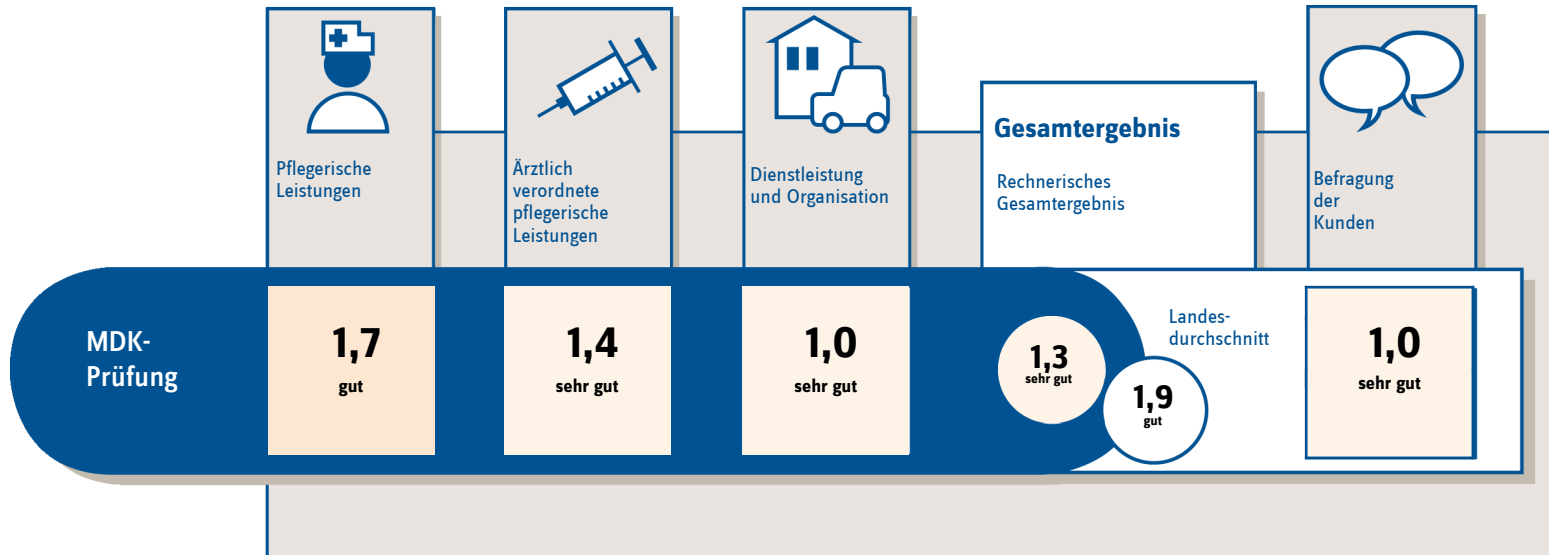 Pflegerische
Leistungen
Ärztlich
verordnete
pflegerische
Leistungen
Dienstleistung
und Organisation
Gesamtergebnis
Rechnerisches
Gesamtergebnis
Befragung
der
Kunden
MDK-
Prüfung
1,7
gut
1,4
sehr gut
1,0
sehr gut
1,3
sehr gut
Landes-
durchschnitt
1,9
gut
1,0
sehr gut